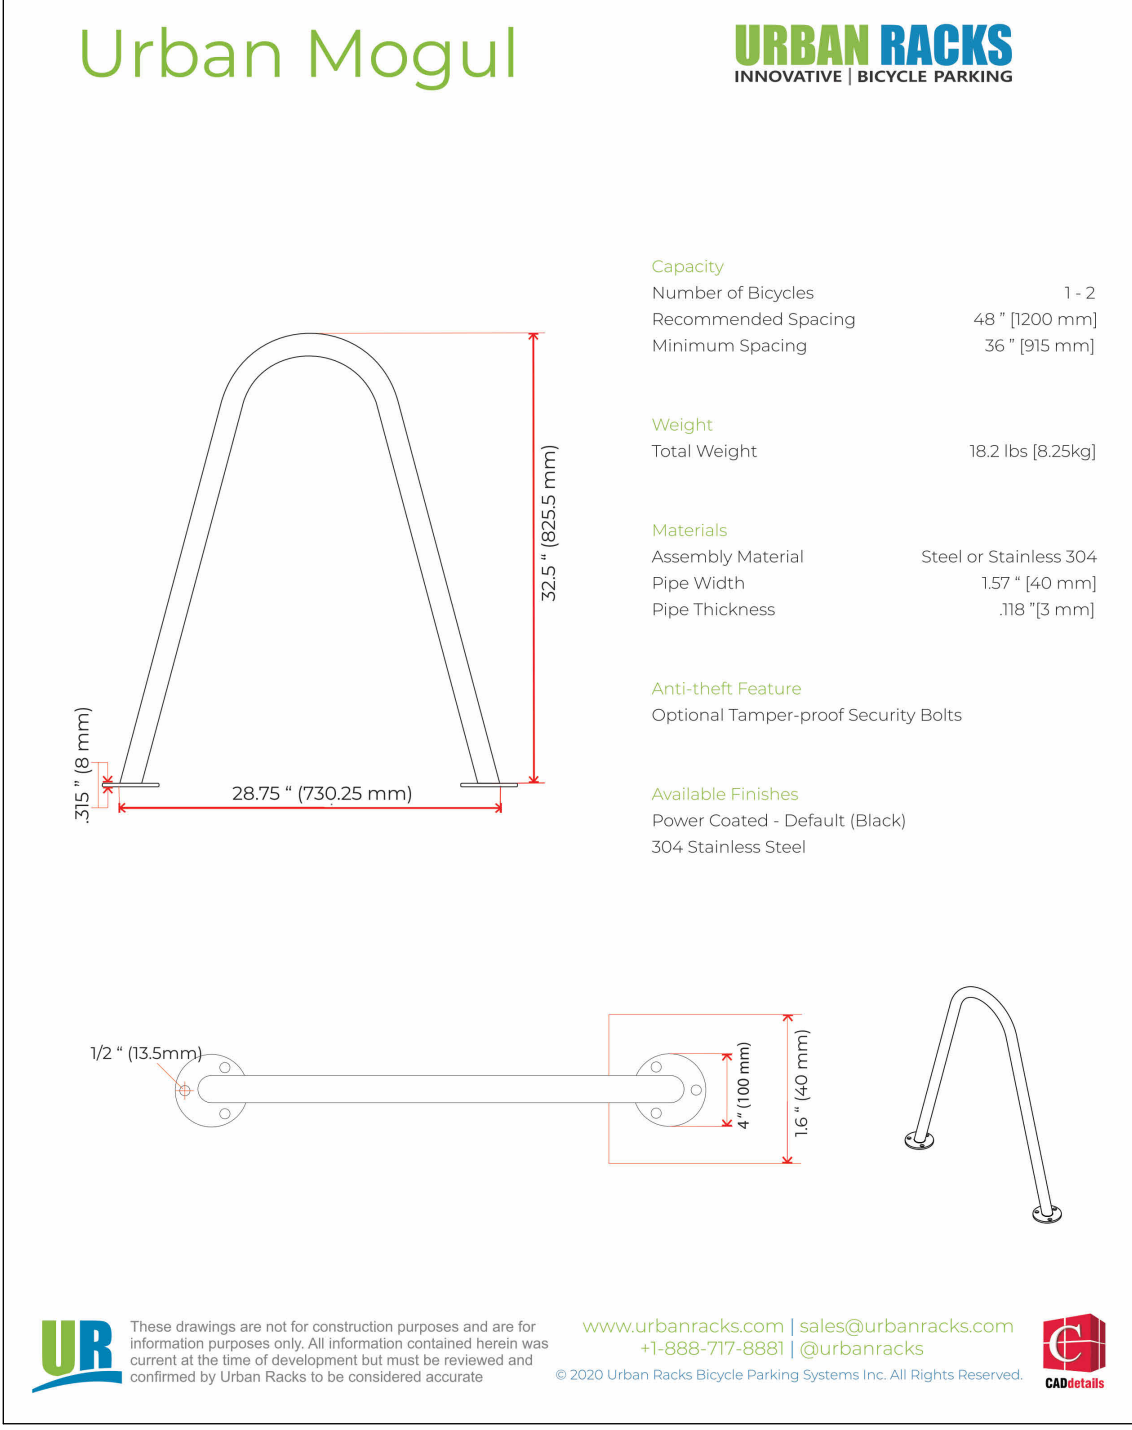 Urban Mogul
URBAN RACKS
INNOVATIVE | BICYCLE PARKING
Capacity
Number of Bicycles 1 - 2
Recommended Spacing 48 ” [1200 mm]
Minimum Spacing 36 ” [915 mm]
Weight
Total Weight 18.2 lbs [8.25kg]
Materials
Assembly Material Steel or Stainless 304
Pipe Width 1.57 “ [40 mm]
Pipe Thickness .118 ”[3 mm]
Anti-theft Feature
Optional Tamper-proof Security Bolts
Available Finishes
Power Coated - Default (Black)
304 Stainless Steel
32.5 “ (825.5 mm)
.315 ” (8 mm)
28.75 “ (730.25 mm)
1/2 “ (13.5mm)
4 “ (100 mm)
1.6 “ (40 mm)
UR
These drawings are not for construction purposes and are for
information purposes only. All information contained herein was
current at the time of development but must be reviewed and
confirmed by Urban Racks to be considered accurate
www.urbanracks.com | sales@urbanracks.com
+1-888-717-8881 | @urbanracks
© 2020 Urban Racks Bicycle Parking Systems Inc. All Rights Reserved.
CADdetails